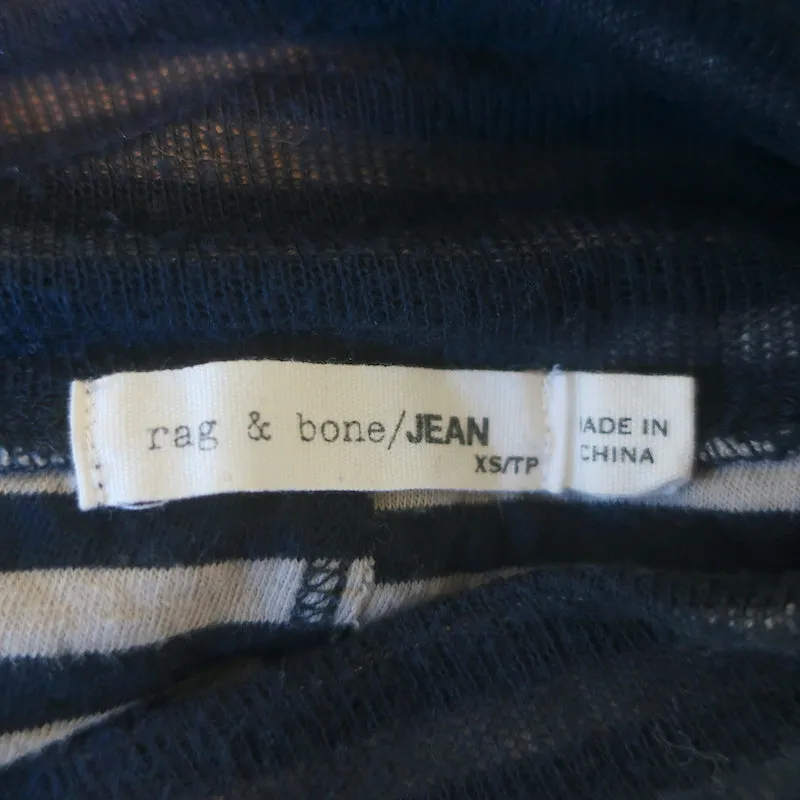 rag & bone/JEAN
XS/TP
MADE IN
CHINA